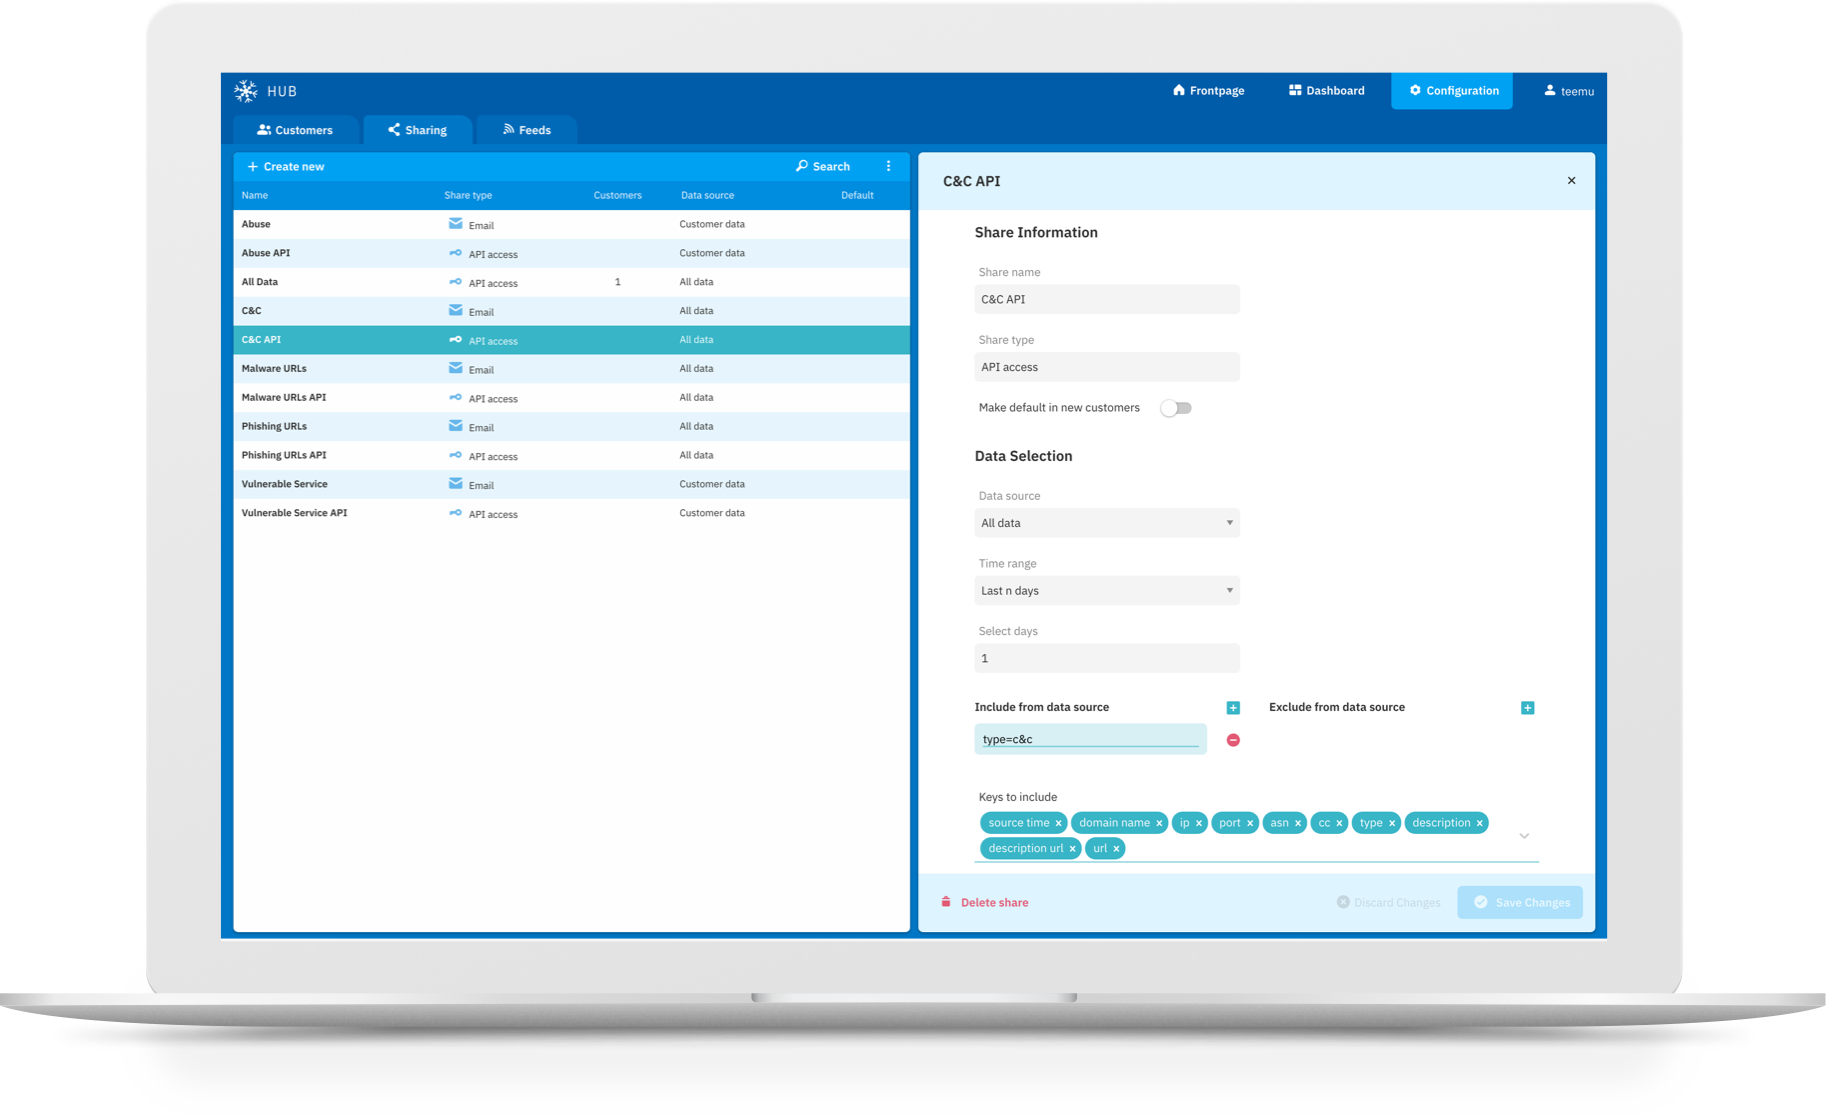 HUB
Frontpage
Dashboard
Configuration
teemu
Customers
Sharing
Feeds
Create new
Search
Name Share type Customers Data source Default
Abuse Email Customer data
Abuse API API access Customer data
All Data API access 1 All data
C&C Email All data
C&C API API access All data
Malware URLs Email All data
Malware URLs API API access All data
Phishing URLs Email All data
Phishing URLs API API access All data
Vulnerable Service Email Customer data
Vulnerable Service API API access Customer data
C&C API
Share Information
Share name
C&C API
Share type
API access
Make default in new customers
Data Selection
Data source
All data
Time range
Last n days
Select days
1
Include from data source
Exclude from data source
type=c&c
Keys to include
source time domain name ip port asn cc type description
description url url
Delete share
Discard Changes
Save Changes